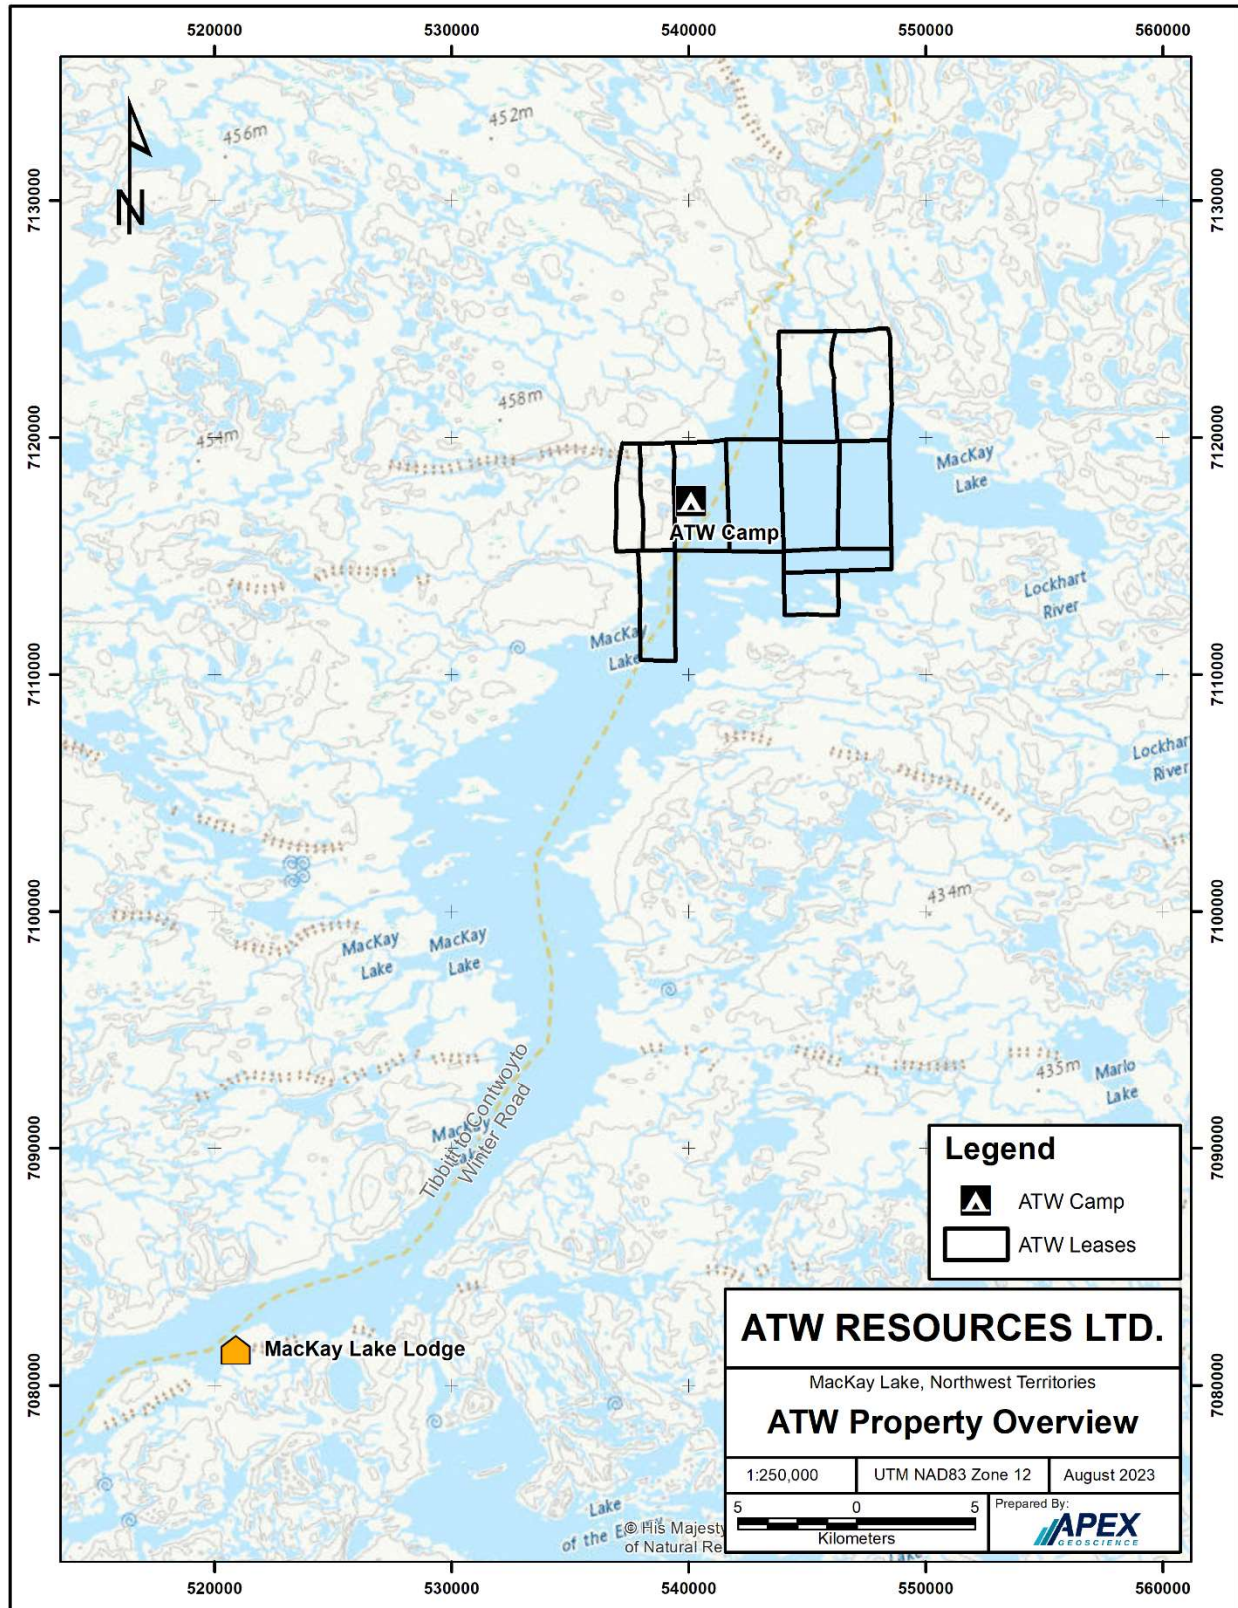 520000
530000
540000
550000
560000
452m
456m
N
7130000
7130000
458m
454m
7120000
7120000
MacKay
Lake
ATW Camp
Lockhart
River
MacKay
Lake
7110000
7110000
Lockhar
River
434m
7100000
7100000
MacKay
Lake
MacKay
Lake
435m
Marlo
Lake
Tibbitt to Contwoyto
Winter Road
MacKay
Lake
7090000
7090000
Legend
ATW Camp
ATW Leases
MacKay Lake Lodge
7080000
7080000
ATW RESOURCES LTD.
MacKay Lake, Northwest Territories
ATW Property Overview
1:250,000
UTM NAD83 Zone 12
August 2023
5 0 5
Kilometers
Prepared By:
APEX
GEOSCIENCE
Lake
of the
© His Majesty
of Natural Re
520000
530000
540000
550000
560000